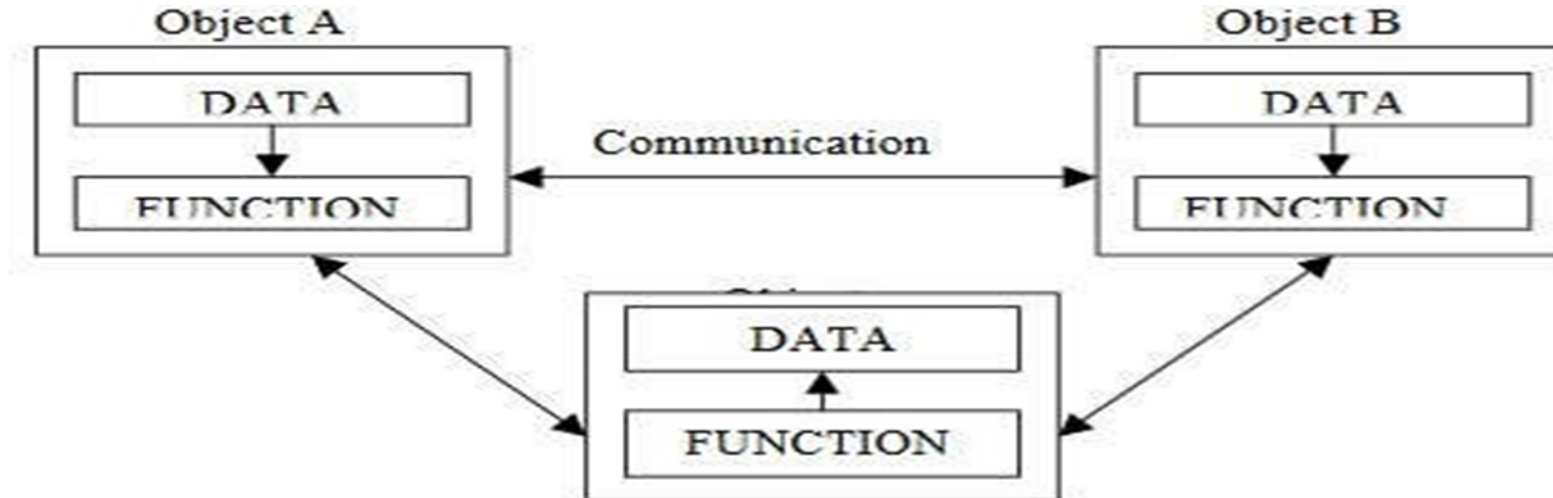 Object A
Object B
DATA
DATA
Communication
FUNCTION
FUNCTION
DATA
FUNCTION